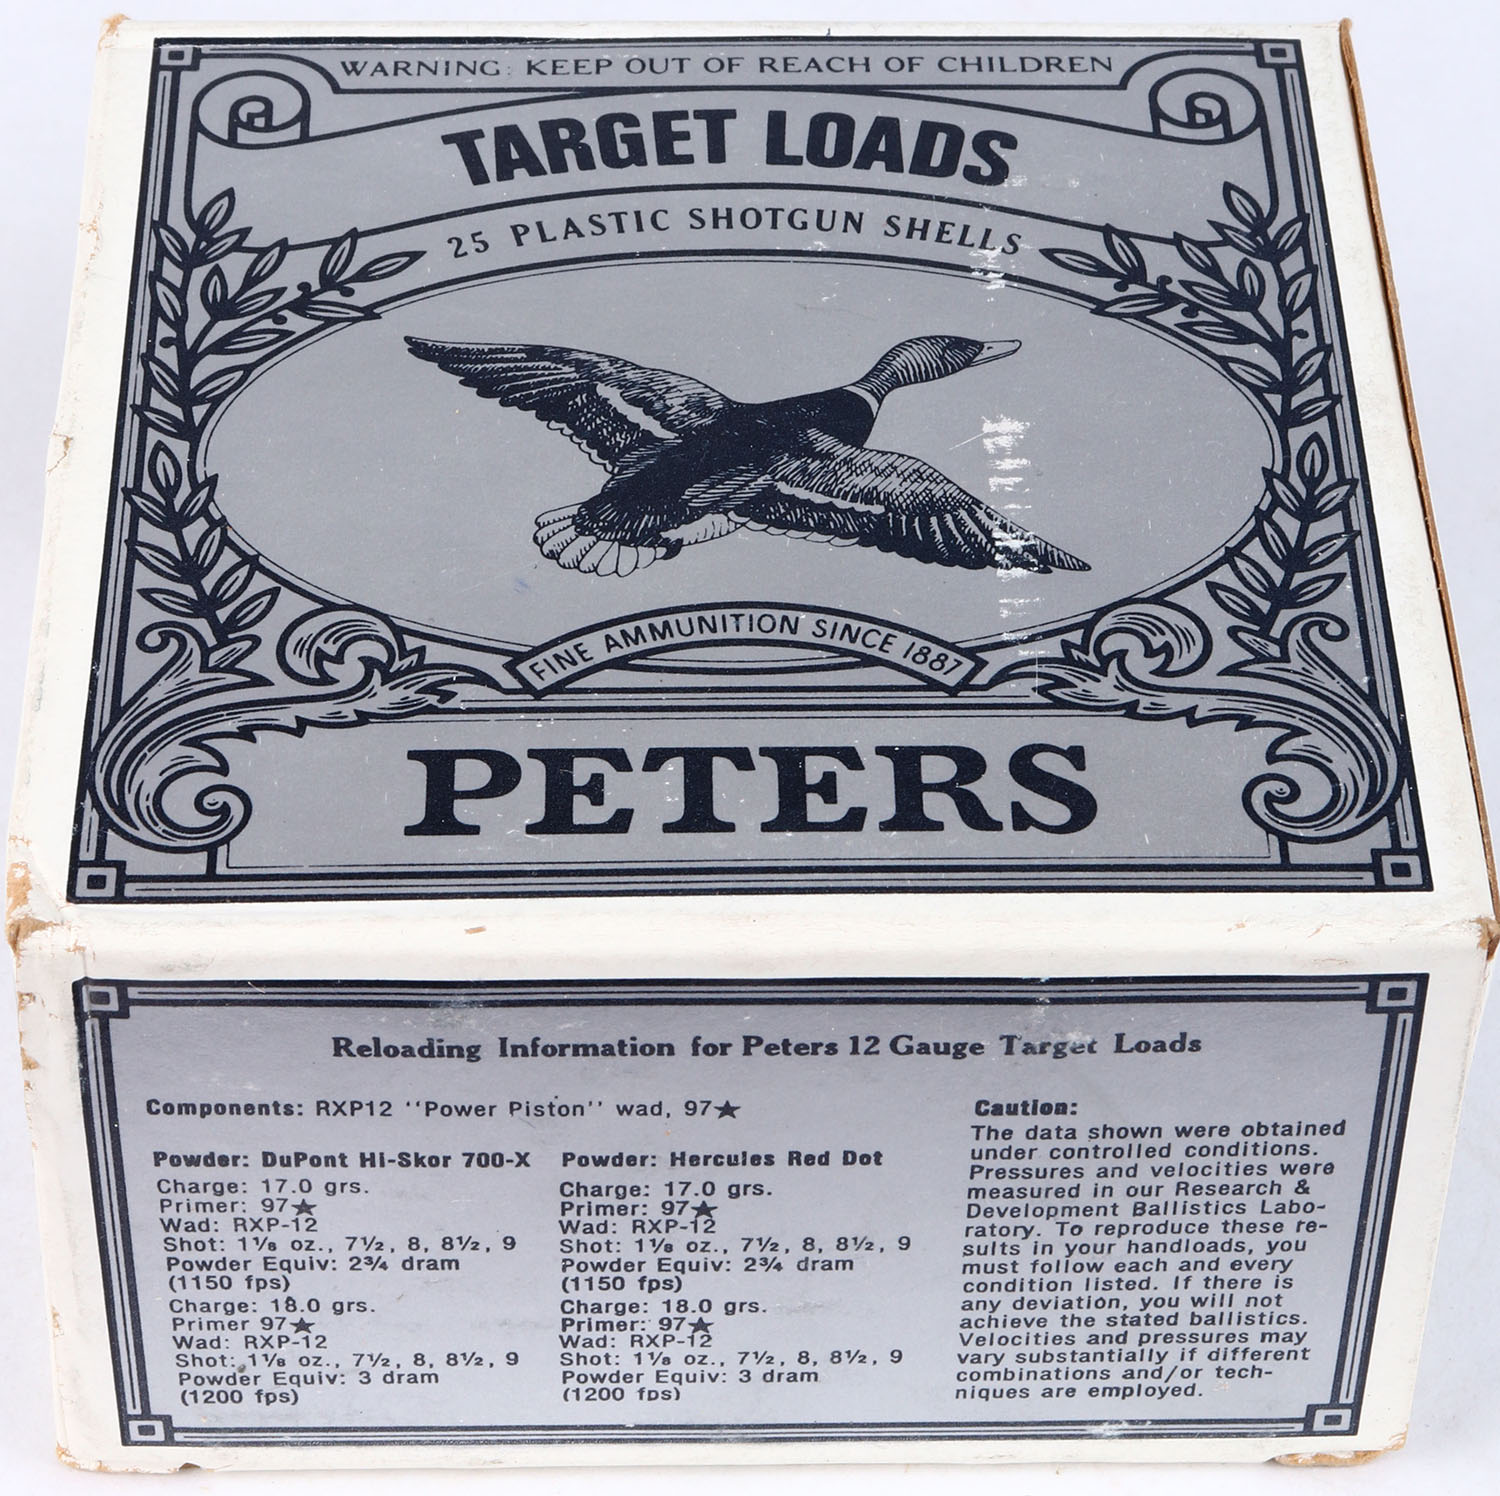 WARNING: KEEP OUT OF REACH OF CHILDREN
TARGET LOADS
25 PLASTIC SHOTGUN SHELLS
FINE AMMUNITION SINCE 1887
PETERS
Reloading Information for Peters 12 Gauge Target Loads
Components: RXP12 "Power Piston" wad, 97★
Powder: DuPont Hi-Skor 700-X
Charge: 17.0 grs.
Primer: 97★
Wad: RXP-12
Shot: 1⅛ oz., 7½, 8, 8½, 9
Powder Equiv: 2¾ dram
(1150 fps)
Charge: 18.0 grs.
Primer 97★
Wad: RXP-12
Shot: 1⅛ oz., 7½, 8, 8½, 9
Powder Equiv: 3 dram
(1200 fps)
Powder: Hercules Red Dot
Charge: 17.0 grs.
Primer: 97★
Wad: RXP-12
Shot: 1⅛ oz., 7½, 8, 8½, 9
Powder Equiv: 2¾ dram
(1150 fps)
Charge: 18.0 grs.
Primer: 97★
Wad: RXP-12
Shot: 1⅛ oz., 7½, 8, 8½, 9
Powder Equiv: 3 dram
(1200 fps)
Caution:
The data shown were obtained
under controlled conditions.
Pressures and velocities were
measured in our Research &
Development Ballistics Labo-
ratory. To reproduce these re-
sults in your handloads, you
must follow each and every
condition listed. If there is
any deviation, you will not
achieve the stated ballistics.
Velocities and pressures may
vary substantially if different
combinations and/or tech-
niques are employed.